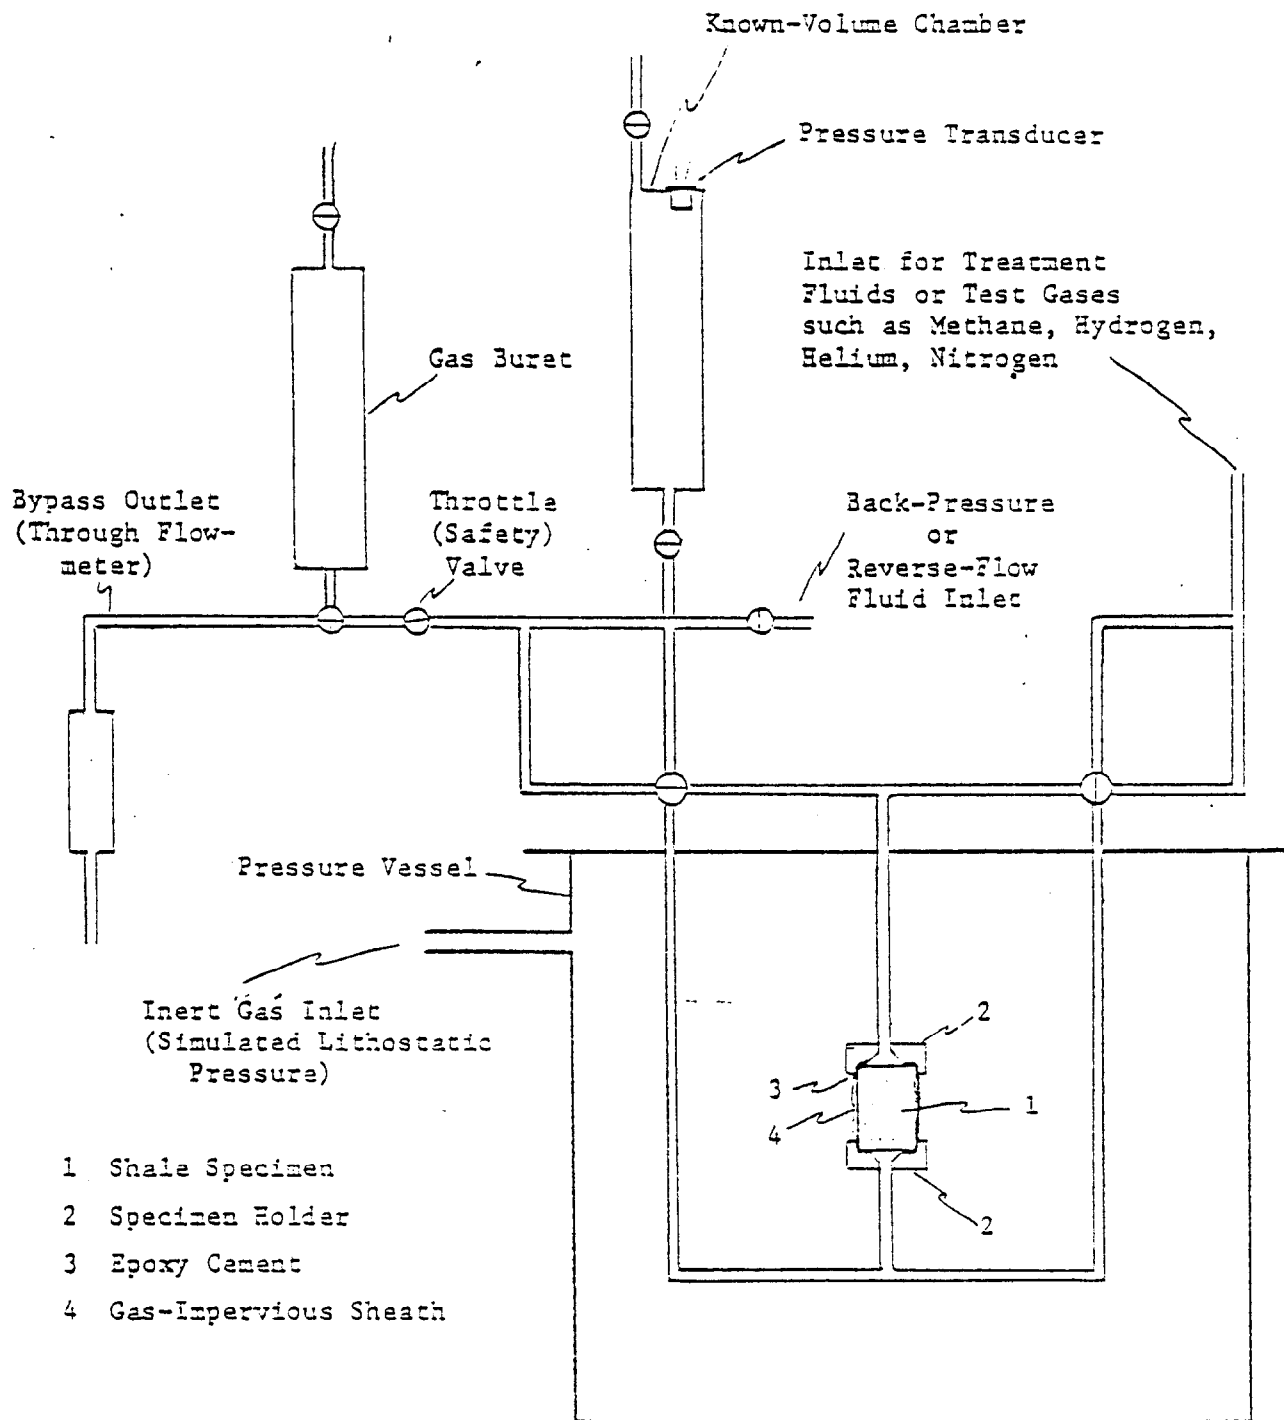 Known-Volume Chamber
Pressure Transducer
Inlet for Treatment
Fluids or Test Gases
such as Methane, Hydrogen,
Helium, Nitrogen
Gas Buret
Bypass Outlet
(Through Flow-
meter)
Throttle
(Safety)
Valve
Back-Pressure
or
Reverse-Flow
Fluid Inlet
Pressure Vessel
Inert Gas Inlet
(Simulated Lithostatic
Pressure)
2
3
1
4
2
1 Shale Specimen
2 Specimen Holder
3 Epoxy Cement
4 Gas-Impervious Sheath